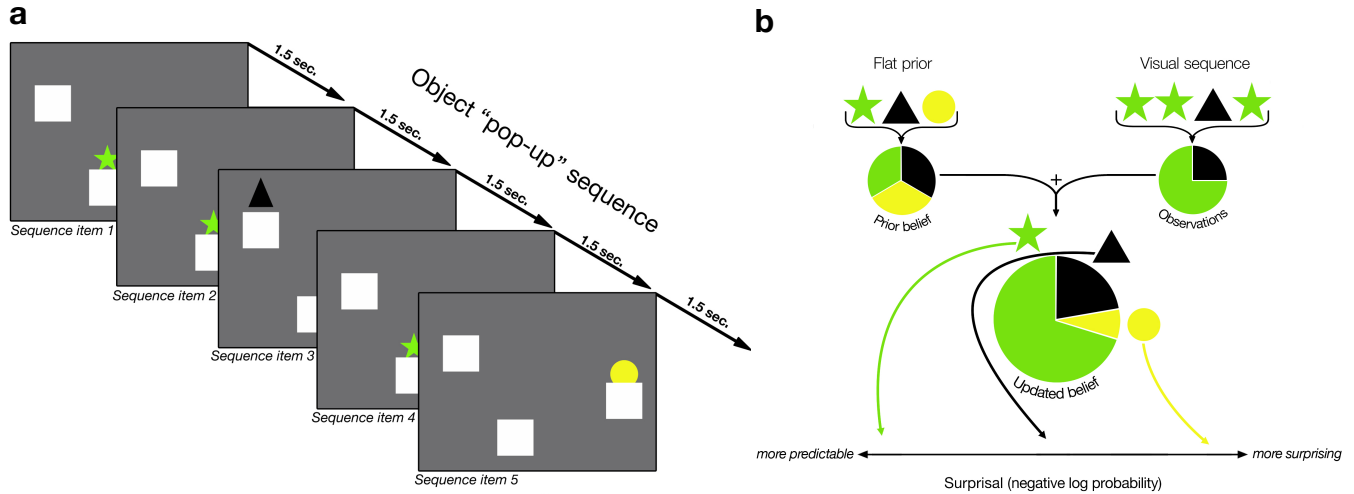 a
1.5 sec.
1.5 sec.
1.5 sec.
1.5 sec.
1.5 sec.
Object “pop-up” sequence
Sequence item 1
Sequence item 2
Sequence item 3
Sequence item 4
Sequence item 5
b
Flat prior
Visual sequence
+
Prior belief
Observations
Updated belief
more predictable
more surprising
Surprisal (negative log probability)